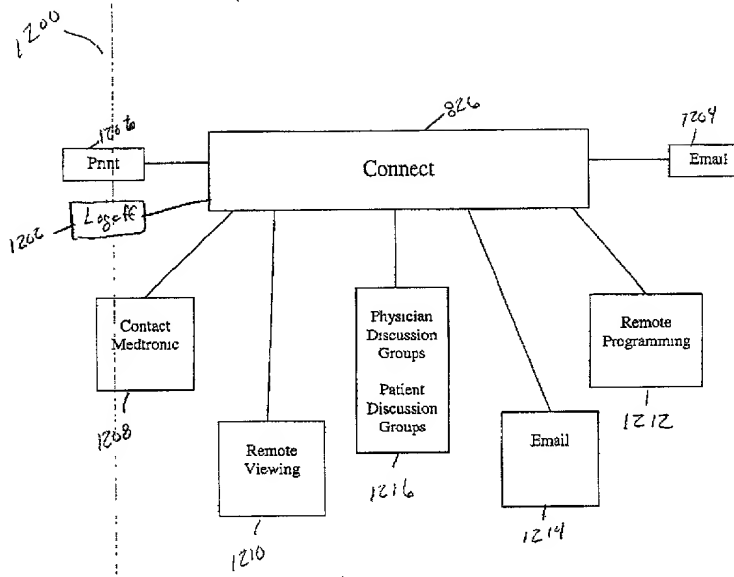 1200
1206
826
1204
Print
Connect
Email
Logoff
1202
Contact
Medtronic
Physician
Discussion
Groups
Patient
Discussion
Groups
Remote
Programming
1208
Remote
Viewing
Email
1212
1216
1210
1214